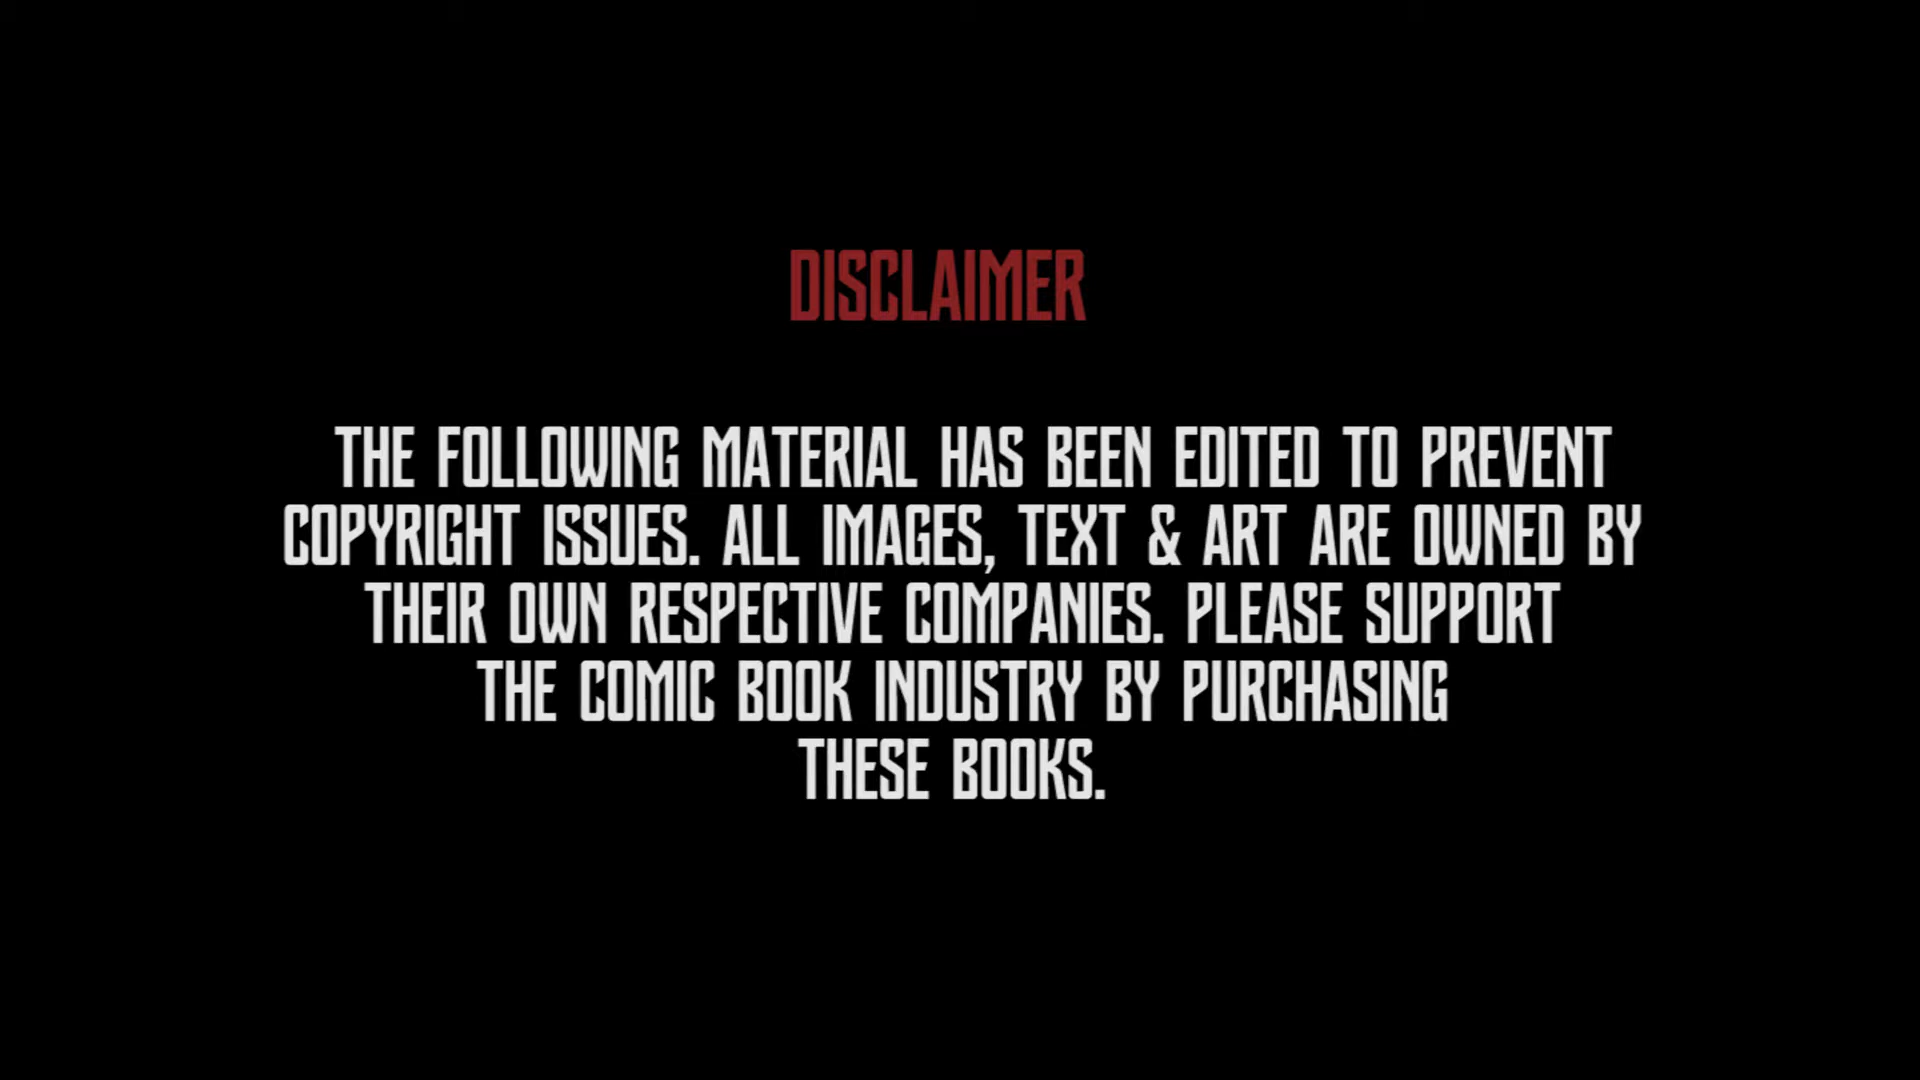 DISCLAIMER
THE FOLLOWING MATERIAL HAS BEEN EDITED TO PREVENT
COPYRIGHT ISSUES. ALL IMAGES, TEXT & ART ARE OWNED BY
THEIR OWN RESPECTIVE COMPANIES. PLEASE SUPPORT
THE COMIC BOOK INDUSTRY BY PURCHASING
THESE BOOKS.